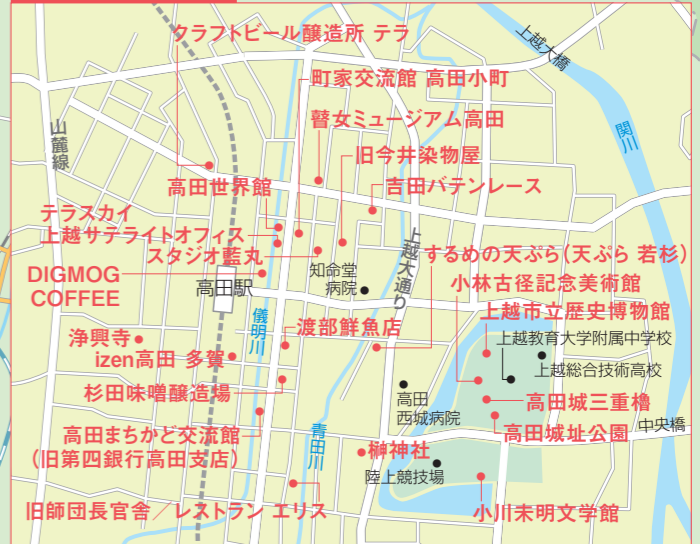 クラフトビール醸造所 テラ
上越大橋
町家交流館 高田小町
瞽女ミュージアム高田
山麓線
関川
旧今井染物屋
高田世界館
吉田バテンレース
テラスカイ
上越サテライトオフィス
スタジオ藍丸
上越大通り
するめの天ぷら（天ぷら 若杉）
DIGMOG
COFFEE
知命堂
病院
高田駅
小林古径記念美術館
上越市立歴史博物館
儀明川
渡部鮮魚店
浄興寺
上越教育大学附属中学校
izen高田 多賀
上越総合技術高校
杉田味噌醸造場
高田
西城病院
高田城三重櫓
高田まちかど交流館
（旧第四銀行高田支店）
青田川
高田城址公園
中央橋
榊神社
陸上競技場
旧師団長官舎／レストラン エリス
小川未明文学館